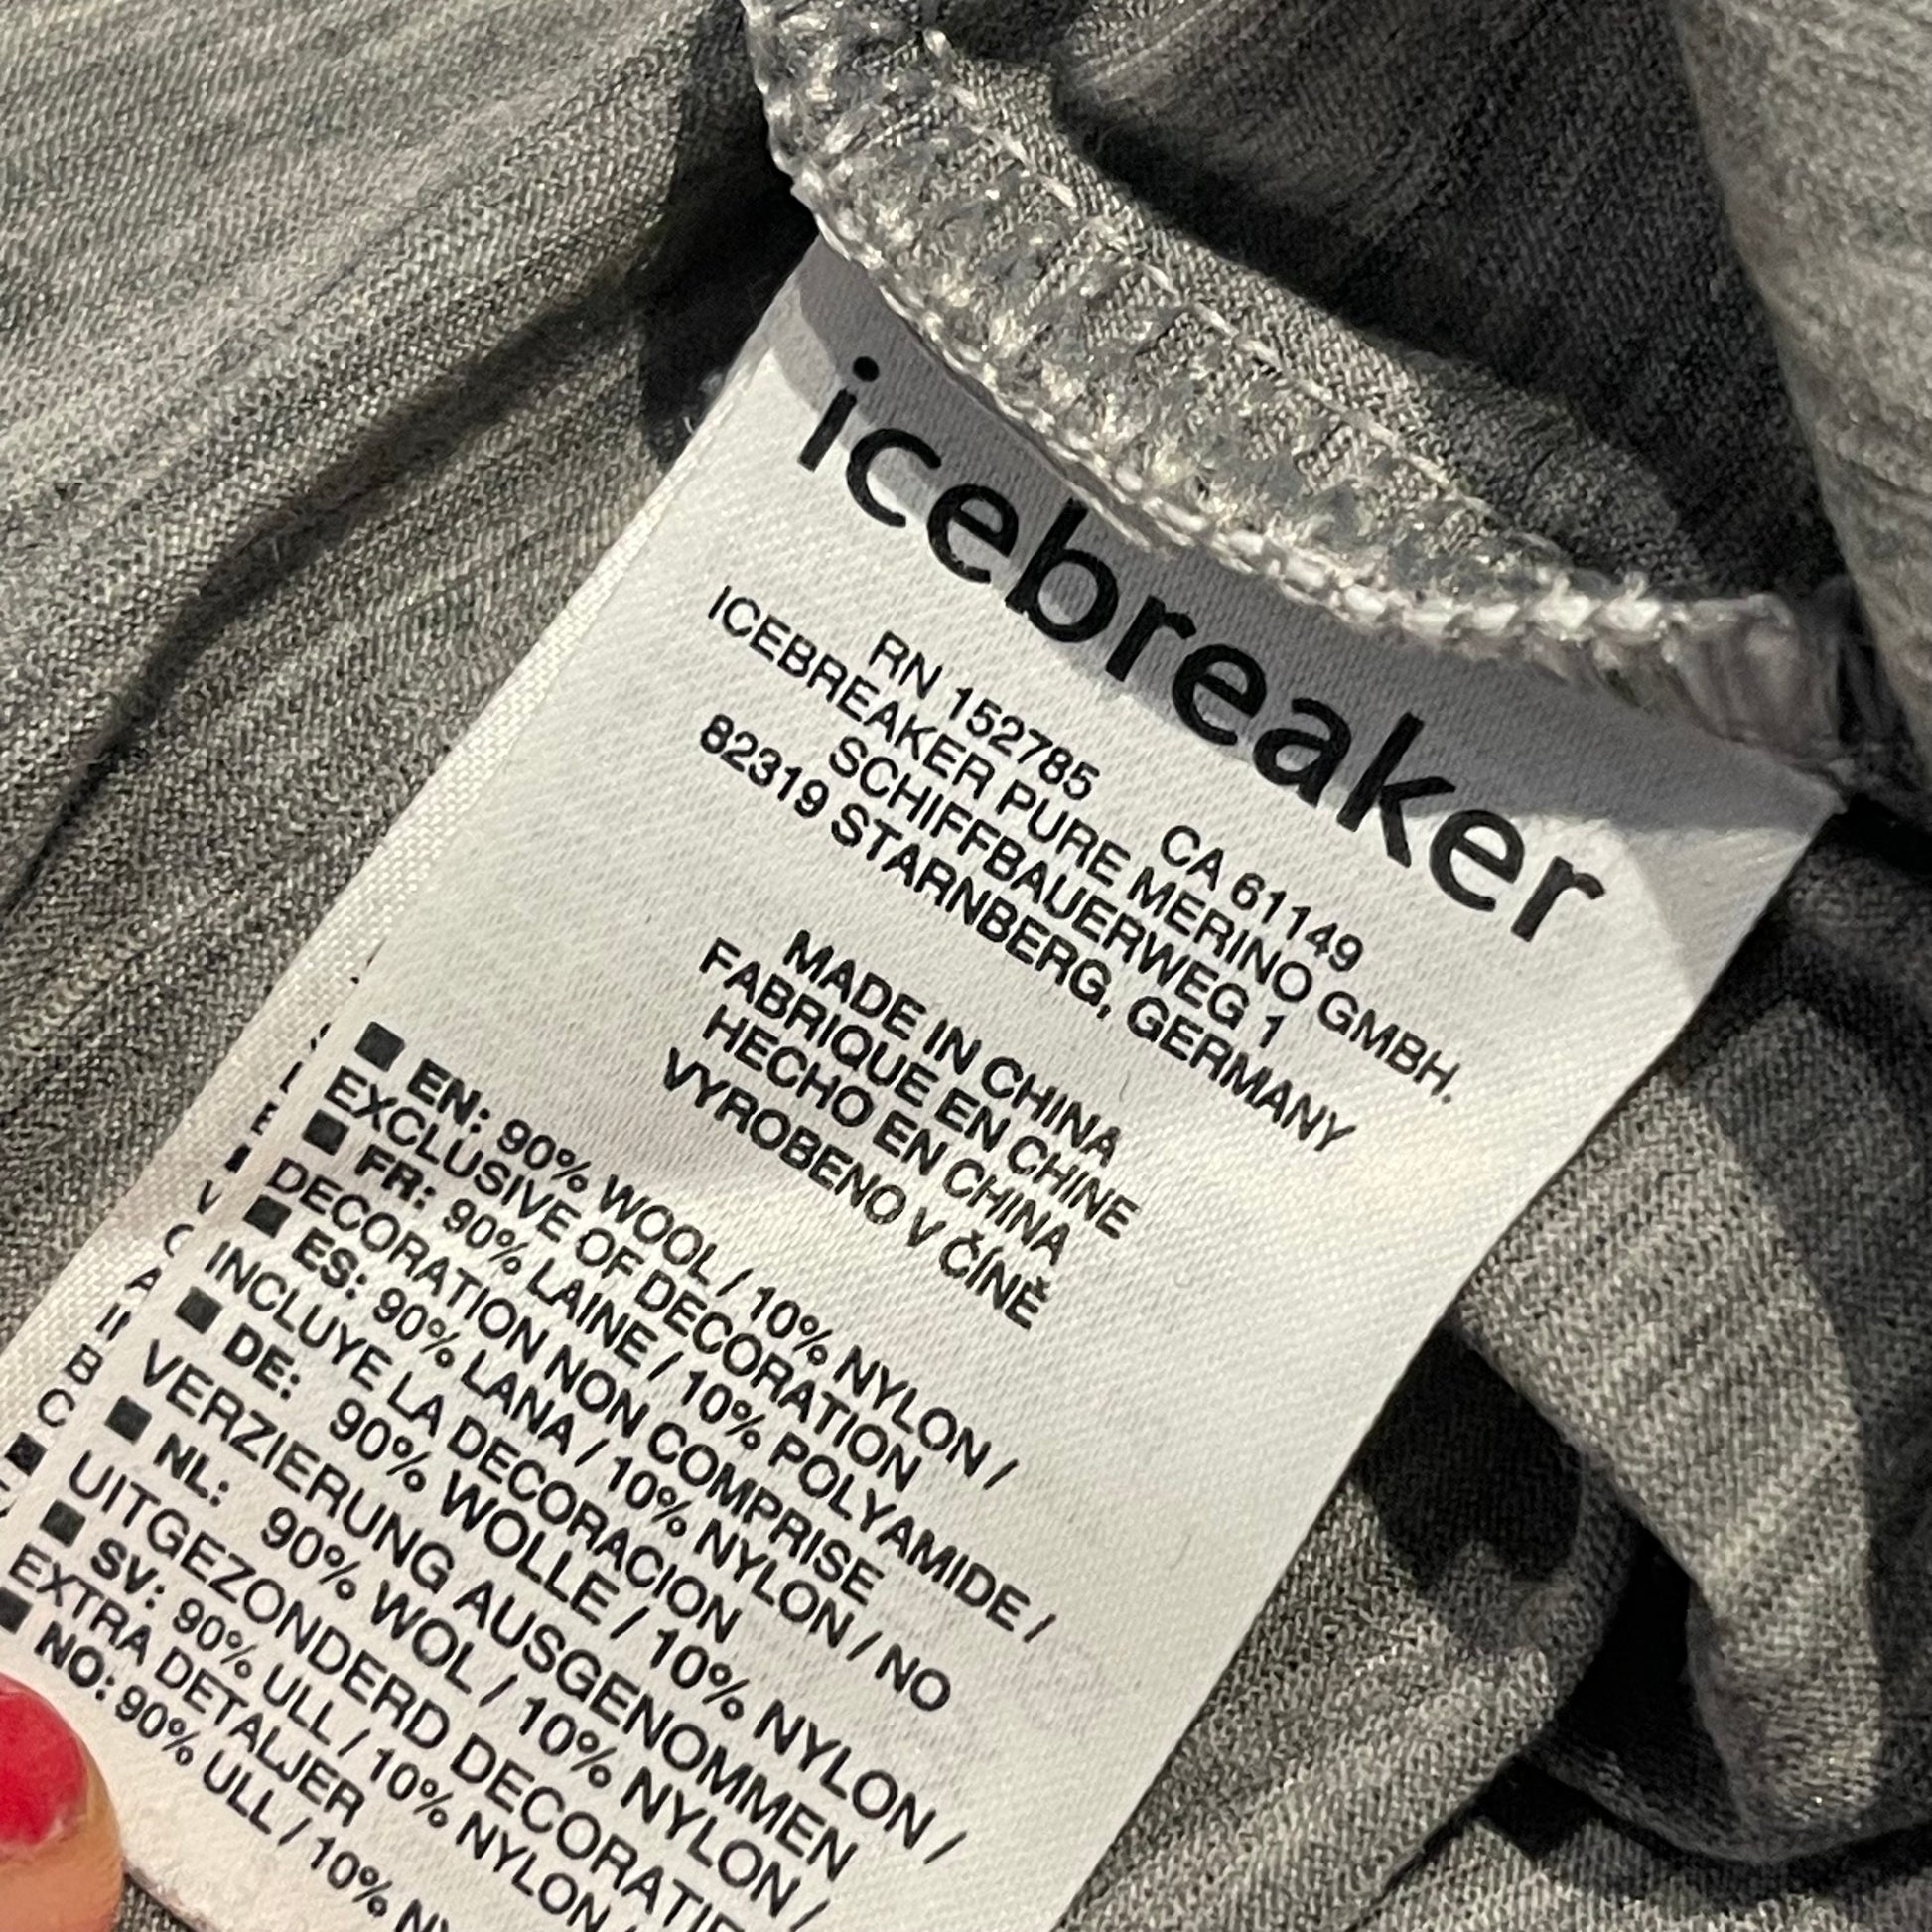 icebreaker
RN 152785 CA 61149
ICEBREAKER PURE MERINO GMBH.
SCHIFFBAUERWEG 1
82319 STARNBERG, GERMANY
MADE IN CHINA
FABRIQUE EN CHINE
HECHO EN CHINA
VYROBENO V ČÍNĚ
■ EN: 90% WOOL / 10% NYLON /
EXCLUSIVE OF DECORATION
■ FR: 90% LAINE / 10% POLYAMIDE /
DECORATION NON COMPRISE
■ ES: 90% LANA / 10% NYLON / NO
INCLUYE LA DECORACION
■ DE: 90% WOLLE / 10% NYLON /
VERZIERUNG AUSGENOMMEN
■ NL: 90% WOL / 10% NYLON /
UITGEZONDERD DECORATIE
■ SV: 90% ULL / 10% NYLON /
EXTRA DETALJER
■ NO: 90% ULL / 10%